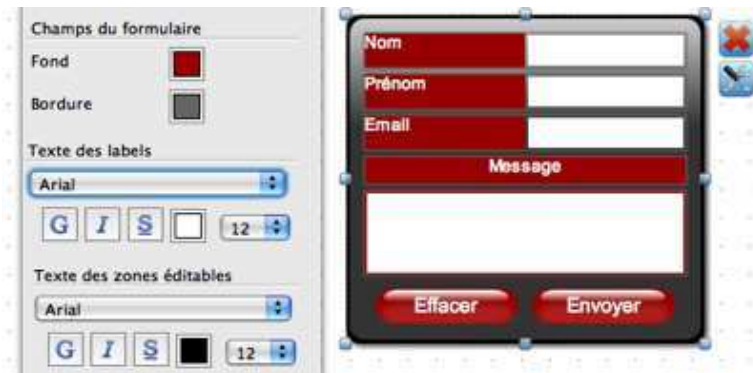 Champs du formulaire
Fond
Bordure
Texte des labels
Arial
G I S 12
Texte des zones éditables
Arial
G I S 12
Nom
Prénom
Email
Message
Effacer Envoyer